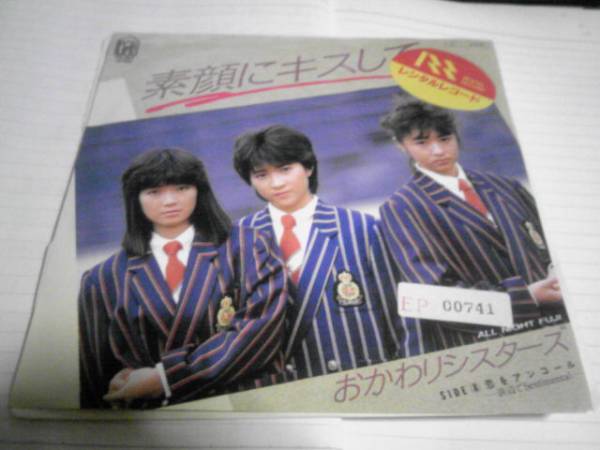 素顔にキスして
レンタルレコード
EP 00741
ALL NIGHT FUJI
おかわりシスターズ
SIDE B 恋をアンコール